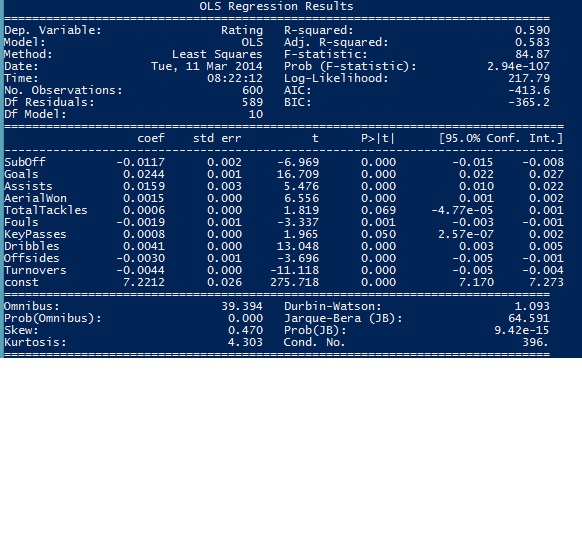 OLS Regression Results
==============================================================================
Dep. Variable: Rating R-squared: 0.590
Model: OLS Adj. R-squared: 0.583
Method: Least Squares F-statistic: 84.87
Date: Tue, 11 Mar 2014 Prob (F-statistic): 2.94e-107
Time: 08:22:12 Log-Likelihood: 217.79
No. Observations: 600 AIC: -413.6
Df Residuals: 589 BIC: -365.2
Df Model: 10
==============================================================================
coef std err t P>|t| [95.0% Conf. Int.]
------------------------------------------------------------------------------
SubOff -0.0117 0.002 -6.969 0.000 -0.015 -0.008
Goals 0.0244 0.001 16.709 0.000 0.022 0.027
Assists 0.0159 0.003 5.476 0.000 0.010 0.022
AerialWon 0.0015 0.000 6.556 0.000 0.001 0.002
TotalTackles 0.0006 0.000 1.819 0.069 -4.77e-05 0.001
Fouls -0.0019 0.001 -3.337 0.001 -0.003 -0.001
KeyPasses 0.0008 0.000 1.965 0.050 2.57e-07 0.002
Dribbles 0.0041 0.000 13.048 0.000 0.003 0.005
Offsides -0.0030 0.001 -3.696 0.000 -0.005 -0.001
Turnovers -0.0044 0.000 -11.118 0.000 -0.005 -0.004
const 7.2212 0.026 275.718 0.000 7.170 7.273
==============================================================================
Omnibus: 39.394 Durbin-Watson: 1.093
Prob(Omnibus): 0.000 Jarque-Bera (JB): 64.591
Skew: 0.470 Prob(JB): 9.42e-15
Kurtosis: 4.303 Cond. No. 396.
==============================================================================